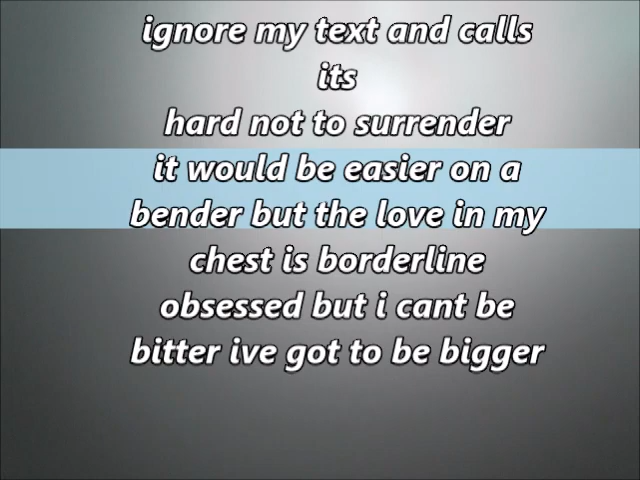 ignore my text and calls
its
hard not to surrender
it would be easier on a
bender but the love in my
chest is borderline
obsessed but i cant be
bitter ive got to be bigger